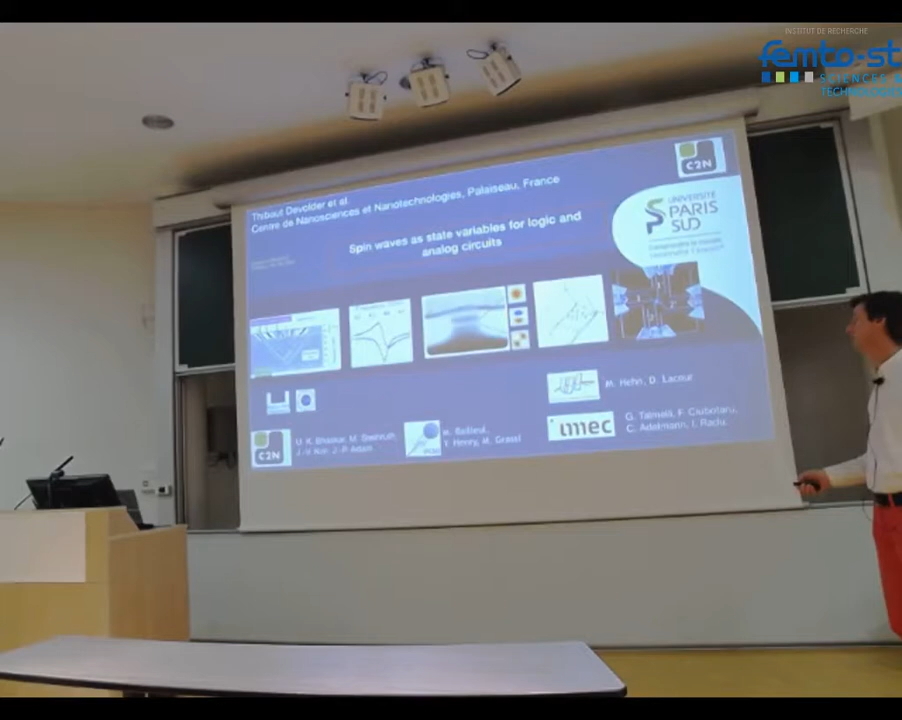 INSTITUT DE RECHERCHE
femto-st
SCIENCES &
TECHNOLOGIES
C2N
Thibaut Devolder et al.
Centre de Nanosciences et Nanotechnologies, Palaiseau, France
Spin waves as state variables for logic and
analog circuits
UNIVERSITÉ
PARIS
SUD
M. Hehn, D. Lacour
imec
G. Talmelli, F. Ciubotaru,
C. Adelmann, I. Radu.
C2N
U. K. Bhaskar,
J.-V. Kim, J.-P. Adam
M. Bailleul,
Y. Henry, M. Grassi